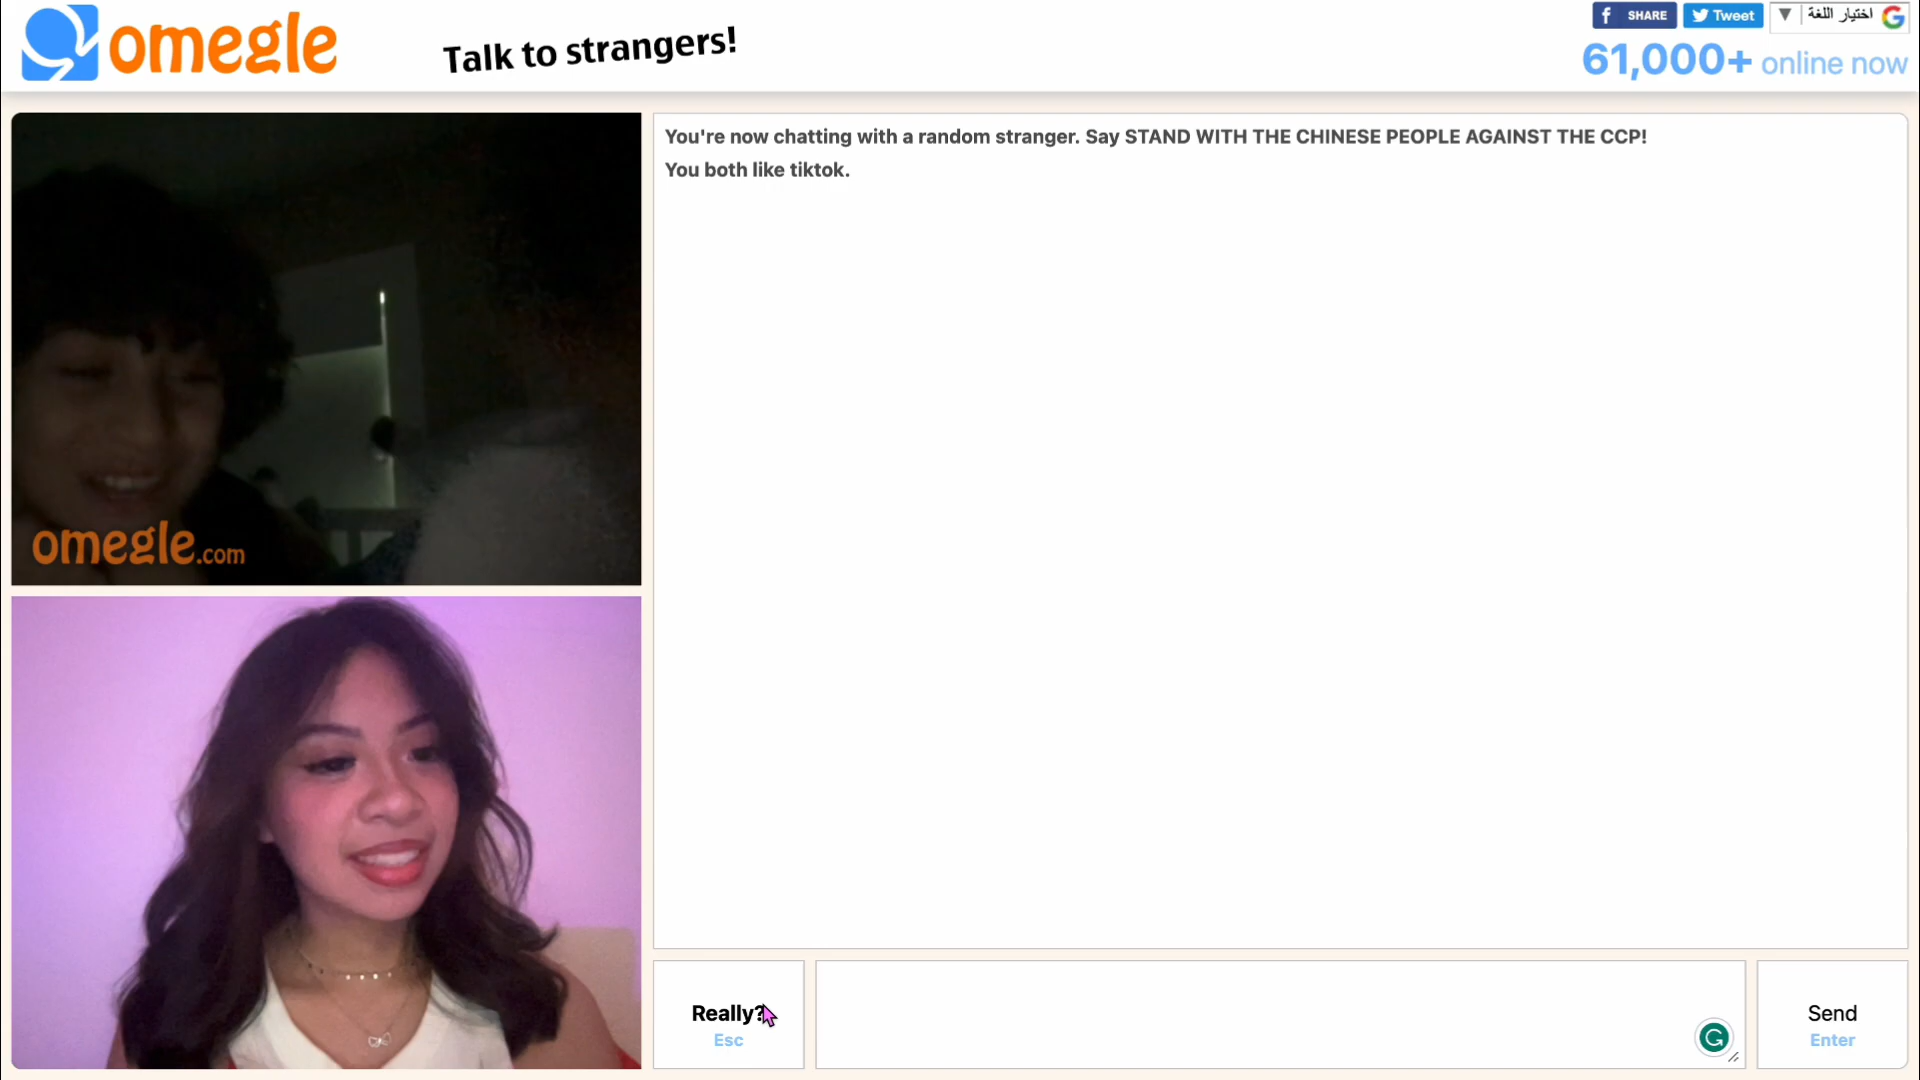 omegle
Talk to strangers!
SHARE
Tweet
اختيار اللغة
61,000+ online now
You're now chatting with a random stranger. Say STAND WITH THE CHINESE PEOPLE AGAINST THE CCP!
You both like tiktok.
omegle.com
Really?
Esc
Send
Enter